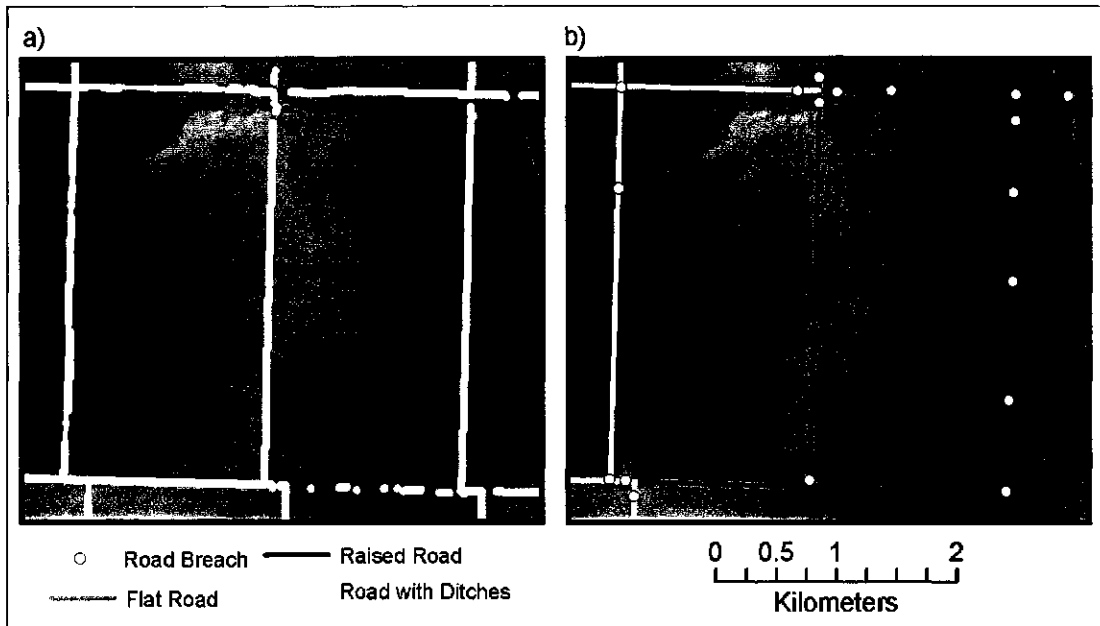 a)
b)
Road Breach
Raised Road
Flat Road
Road with Ditches
0 0.5 1 2
Kilometers